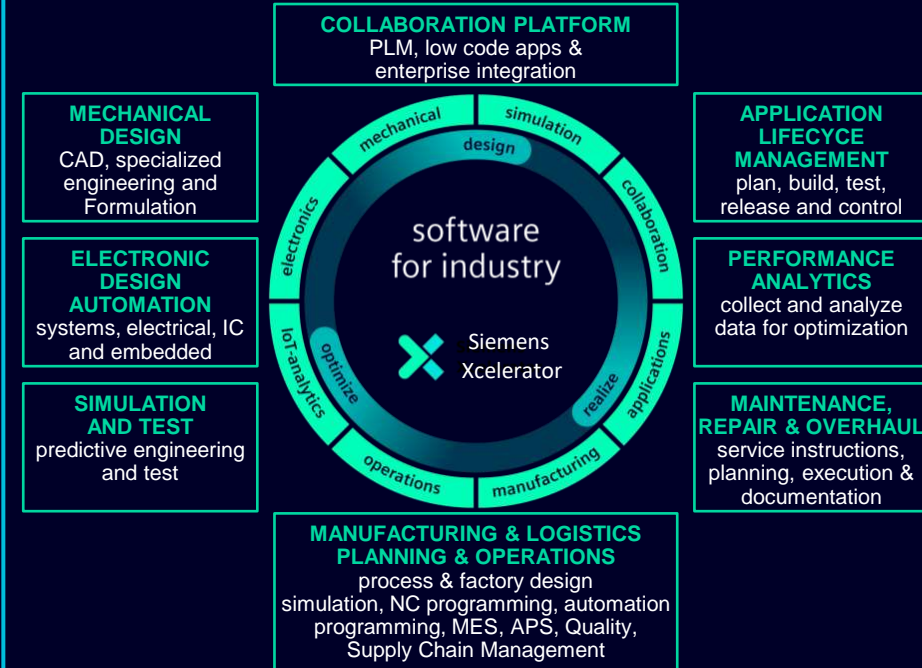 COLLABORATION PLATFORM
PLM, low code apps &
enterprise integration
MECHANICAL
DESIGN
CAD, specialized
engineering and
Formulation
ELECTRONIC
DESIGN
AUTOMATION
systems, electrical, IC
and embedded
SIMULATION
AND TEST
predictive engineering
and test
mechanical
simulation
collaboration
applications
manufacturing
operations
IoT-analytics
electronics
design
realize
optimize
software
for industry
Siemens
Xcelerator
APPLICATION
LIFECYCE
MANAGEMENT
plan, build, test,
release and control
PERFORMANCE
ANALYTICS
collect and analyze
data for optimization
MAINTENANCE,
REPAIR & OVERHAUL
service instructions,
planning, execution &
documentation
MANUFACTURING & LOGISTICS
PLANNING & OPERATIONS
process & factory design
simulation, NC programming, automation
programming, MES, APS, Quality,
Supply Chain Management